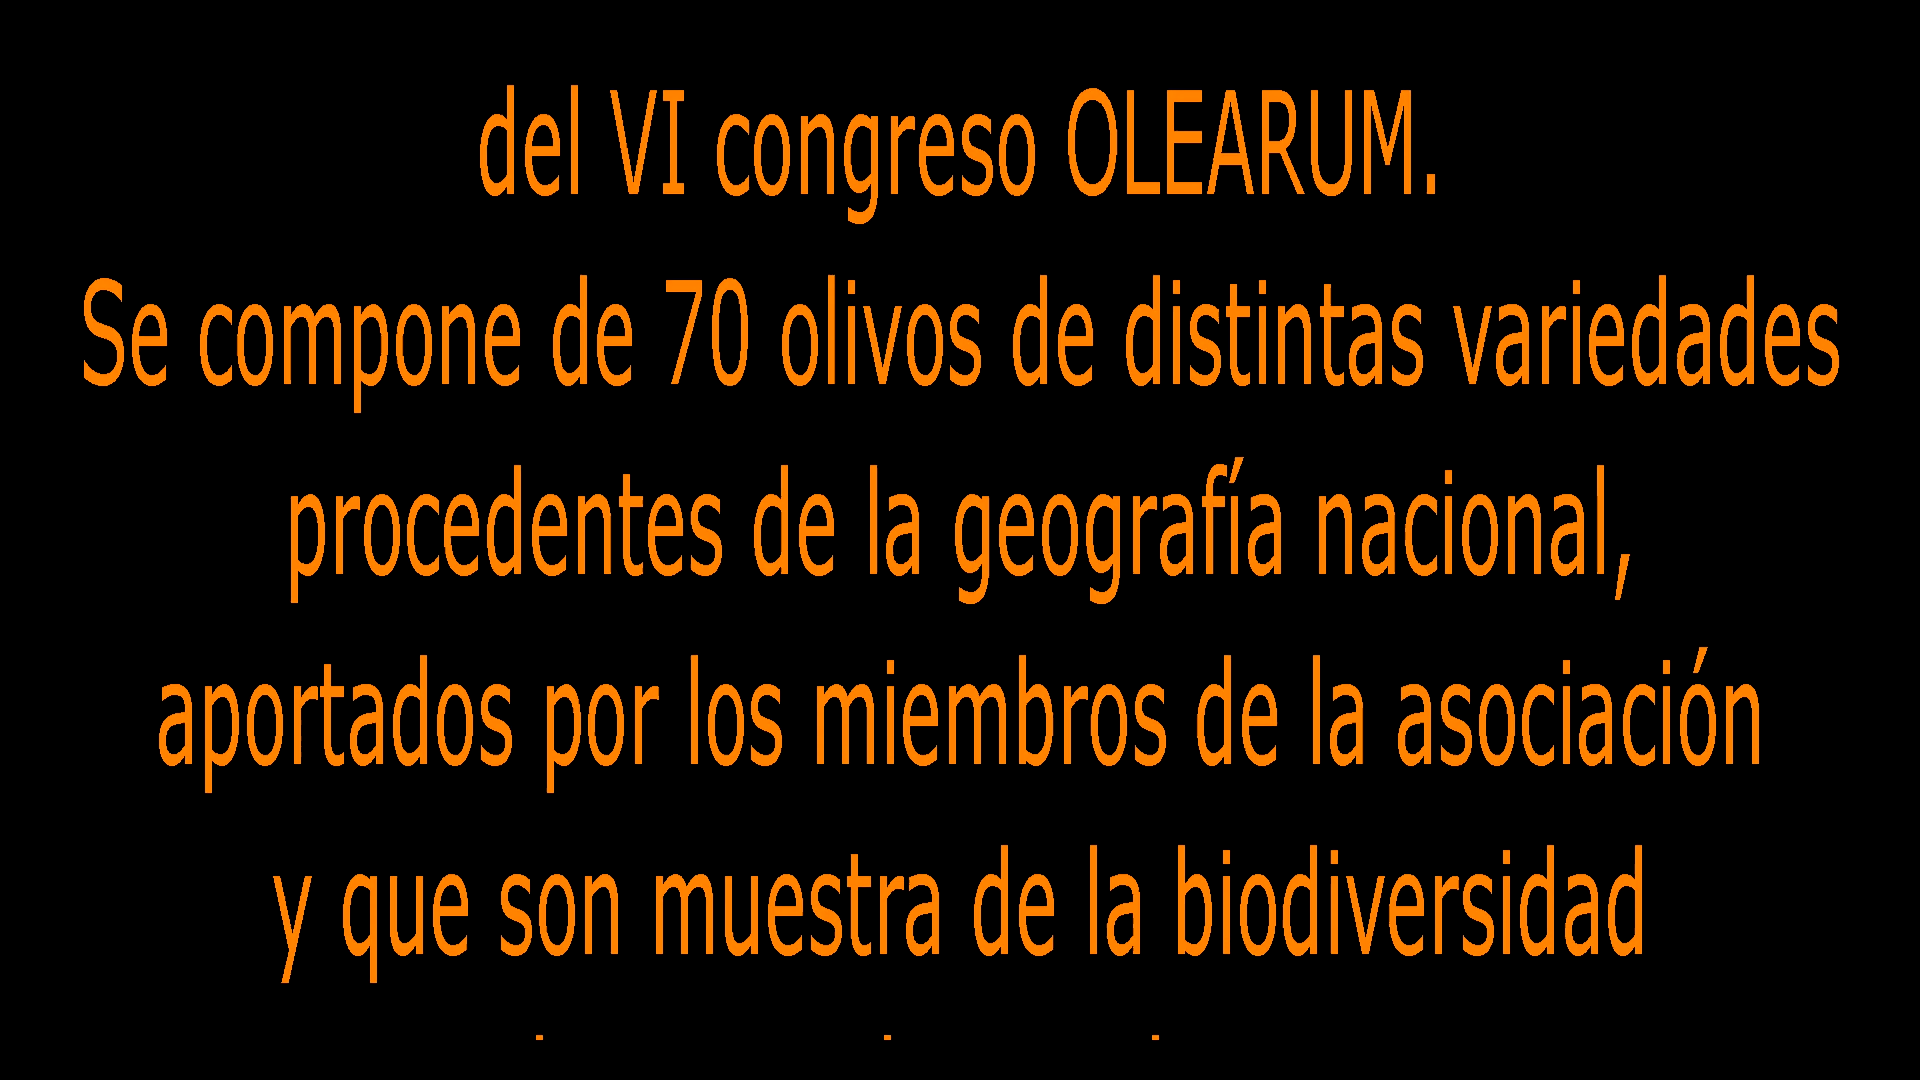 del VI congreso OLEARUM.
Se compone de 70 olivos de distintas variedades
procedentes de la geografía nacional,
aportados por los miembros de la asociación
y que son muestra de la biodiversidad